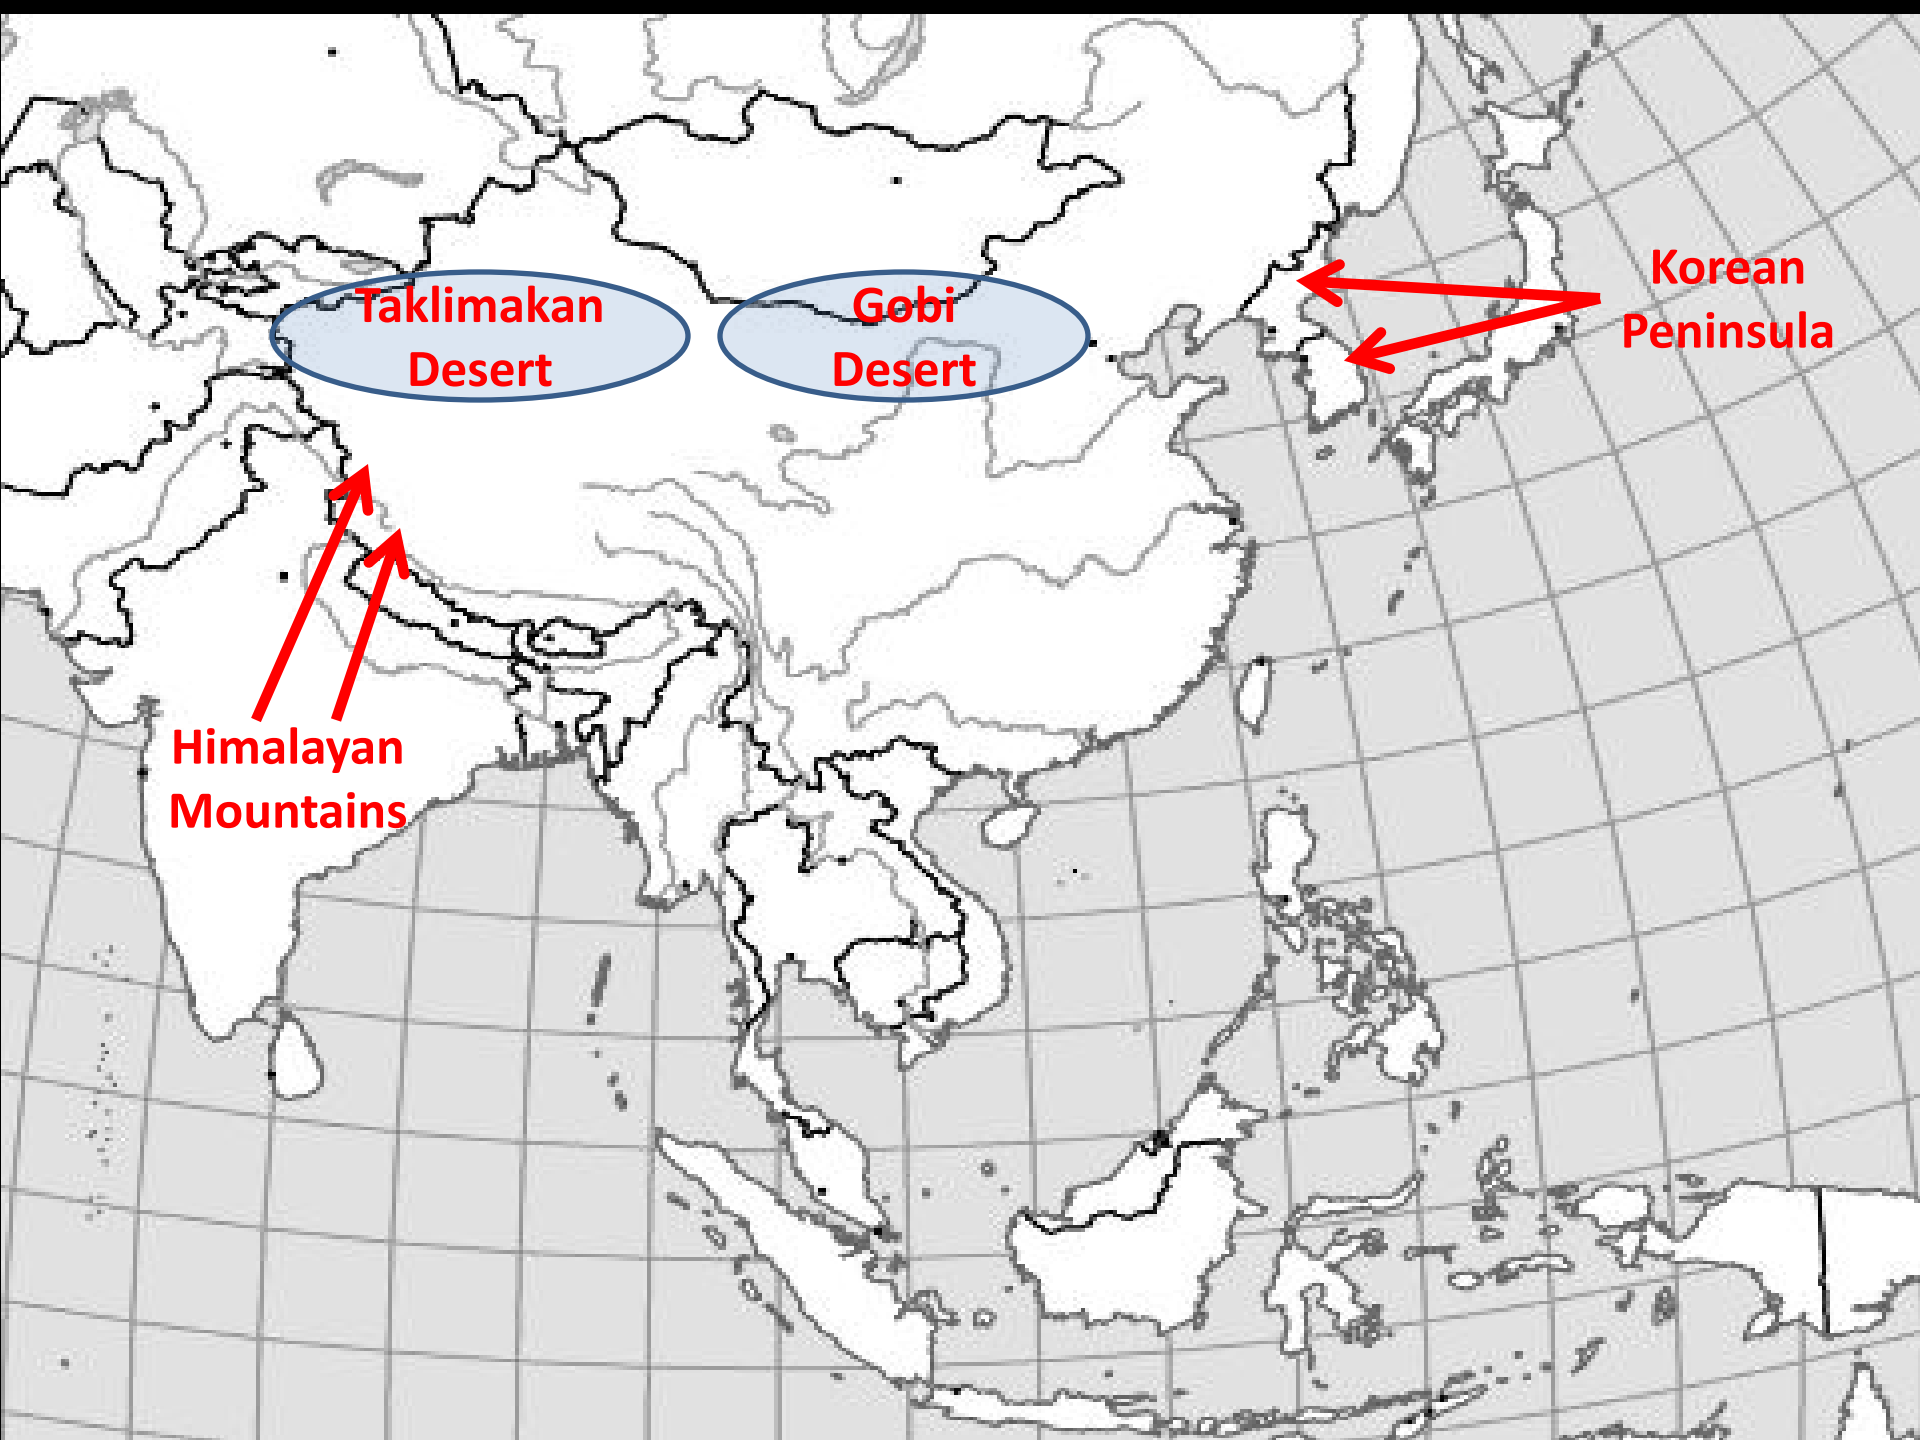 Taklimakan
Desert
Gobi
Desert
Korean
Peninsula
Himalayan
Mountains